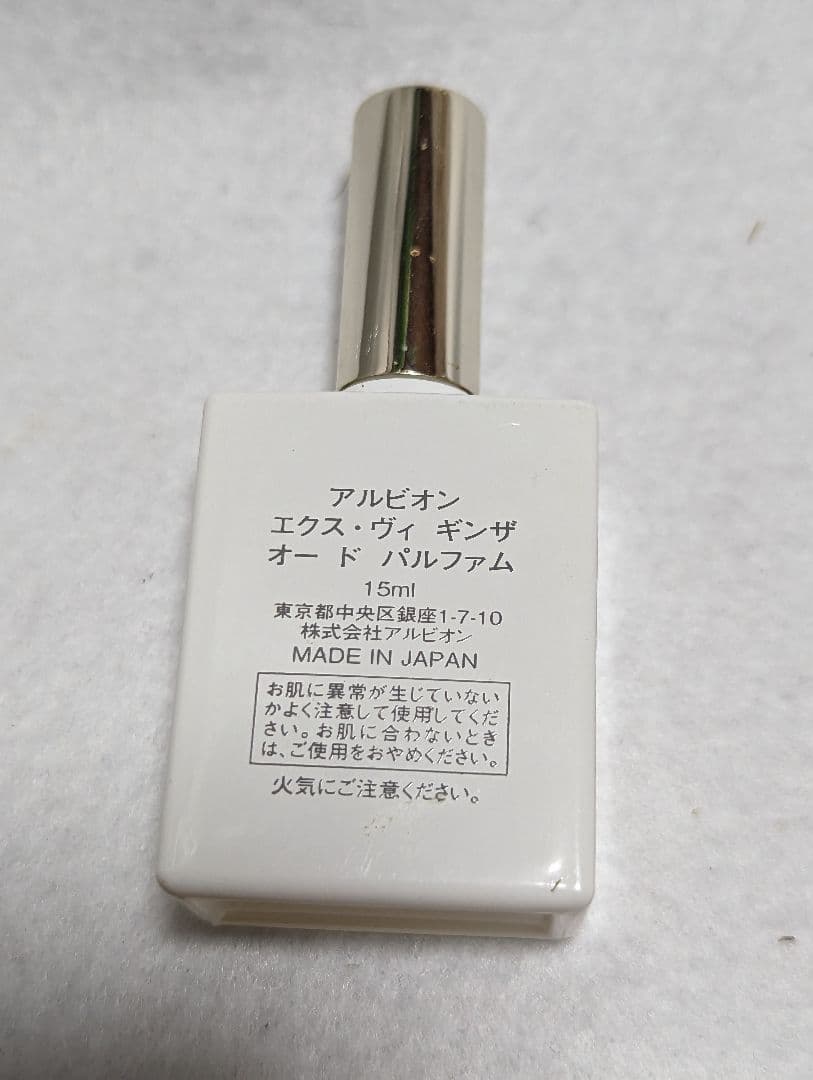 アルビオン
エクス・ヴィ ギンザ
オー ド パルファム
15ml
東京都中央区銀座1-7-10
株式会社アルビオン
MADE IN JAPAN
お肌に異常が生じていない
かよく注意して使用してくだ
さい。お肌に合わないとき
は、ご使用をおやめください。
火気にご注意ください。